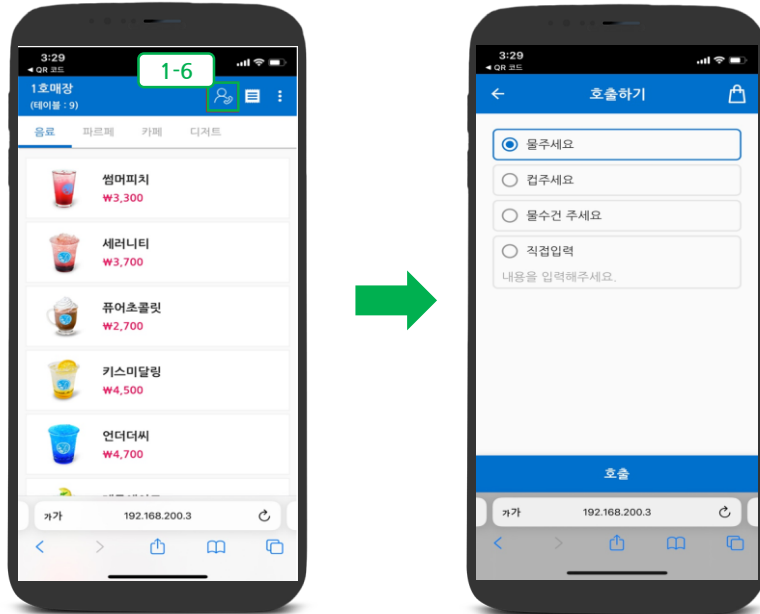 3:29
◀ QR 코드
1-6
1호매장
(테이블 : 9)
음료 파르페 카페 디저트
썸머피치
₩3,300
세러니티
₩3,700
퓨어초콜릿
₩2,700
키스미달링
₩4,500
언더더씨
₩4,700
가가 192.168.200.3
3:29
◀ QR 코드
호출하기
물주세요
컵주세요
물수건 주세요
직접입력
내용을 입력해주세요.
호출
가가 192.168.200.3